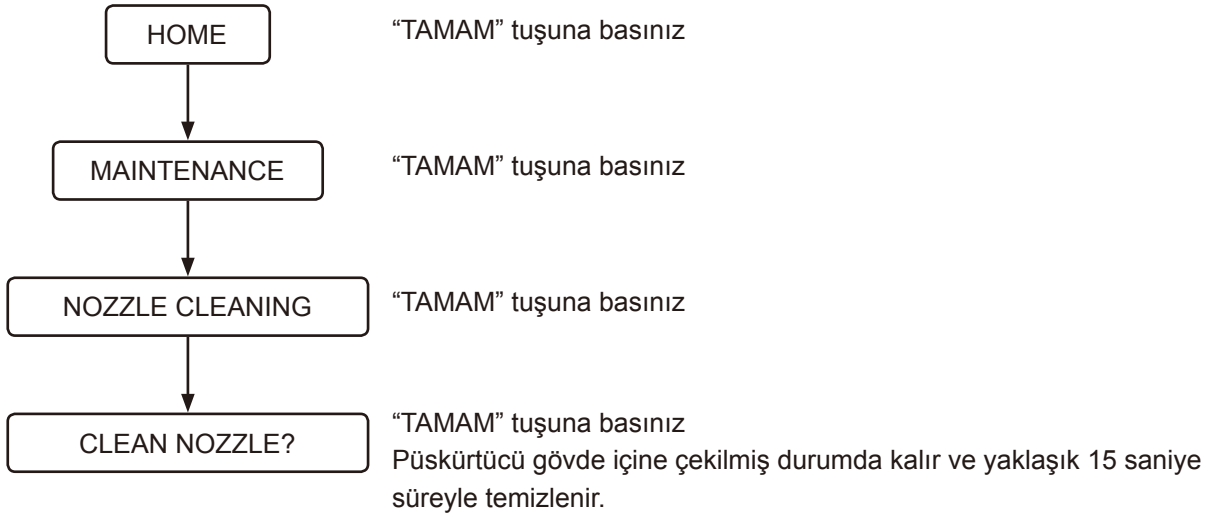 HOME
“TAMAM” tuşuna basınız
MAINTENANCE
“TAMAM” tuşuna basınız
NOZZLE CLEANING
“TAMAM” tuşuna basınız
CLEAN NOZZLE?
“TAMAM” tuşuna basınız
Püskürtücü gövde içine çekilmiş durumda kalır ve yaklaşık 15 saniye
süreyle temizlenir.